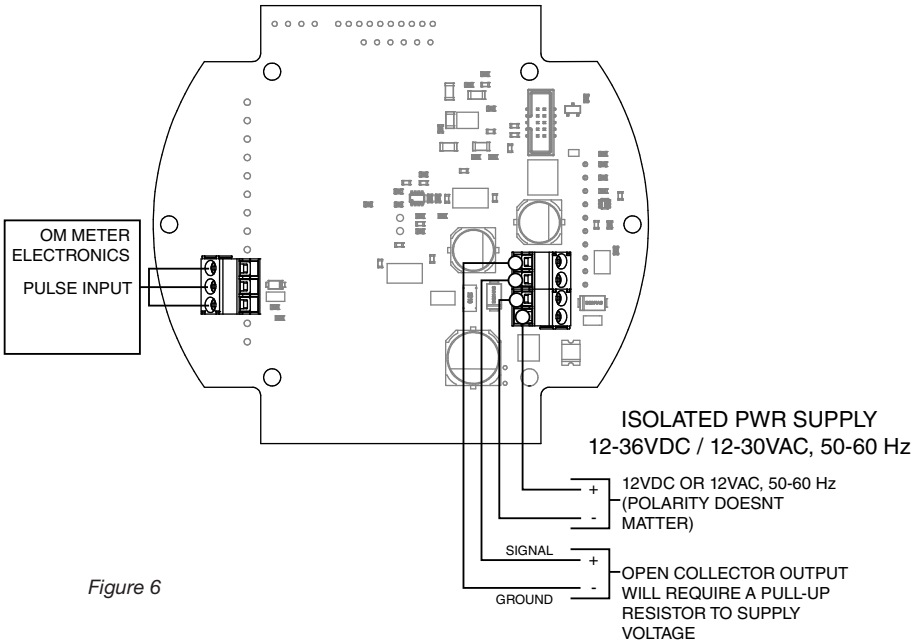 OM METER
ELECTRONICS
PULSE INPUT
ISOLATED PWR SUPPLY
12-36VDC / 12-30VAC, 50-60 Hz
+
12VDC OR 12VAC, 50-60 Hz
(POLARITY DOESNT
-
MATTER)
SIGNAL
+
OPEN COLLECTOR OUTPUT
GROUND
-
WILL REQUIRE A PULL-UP
RESISTOR TO SUPPLY
VOLTAGE
Figure 6